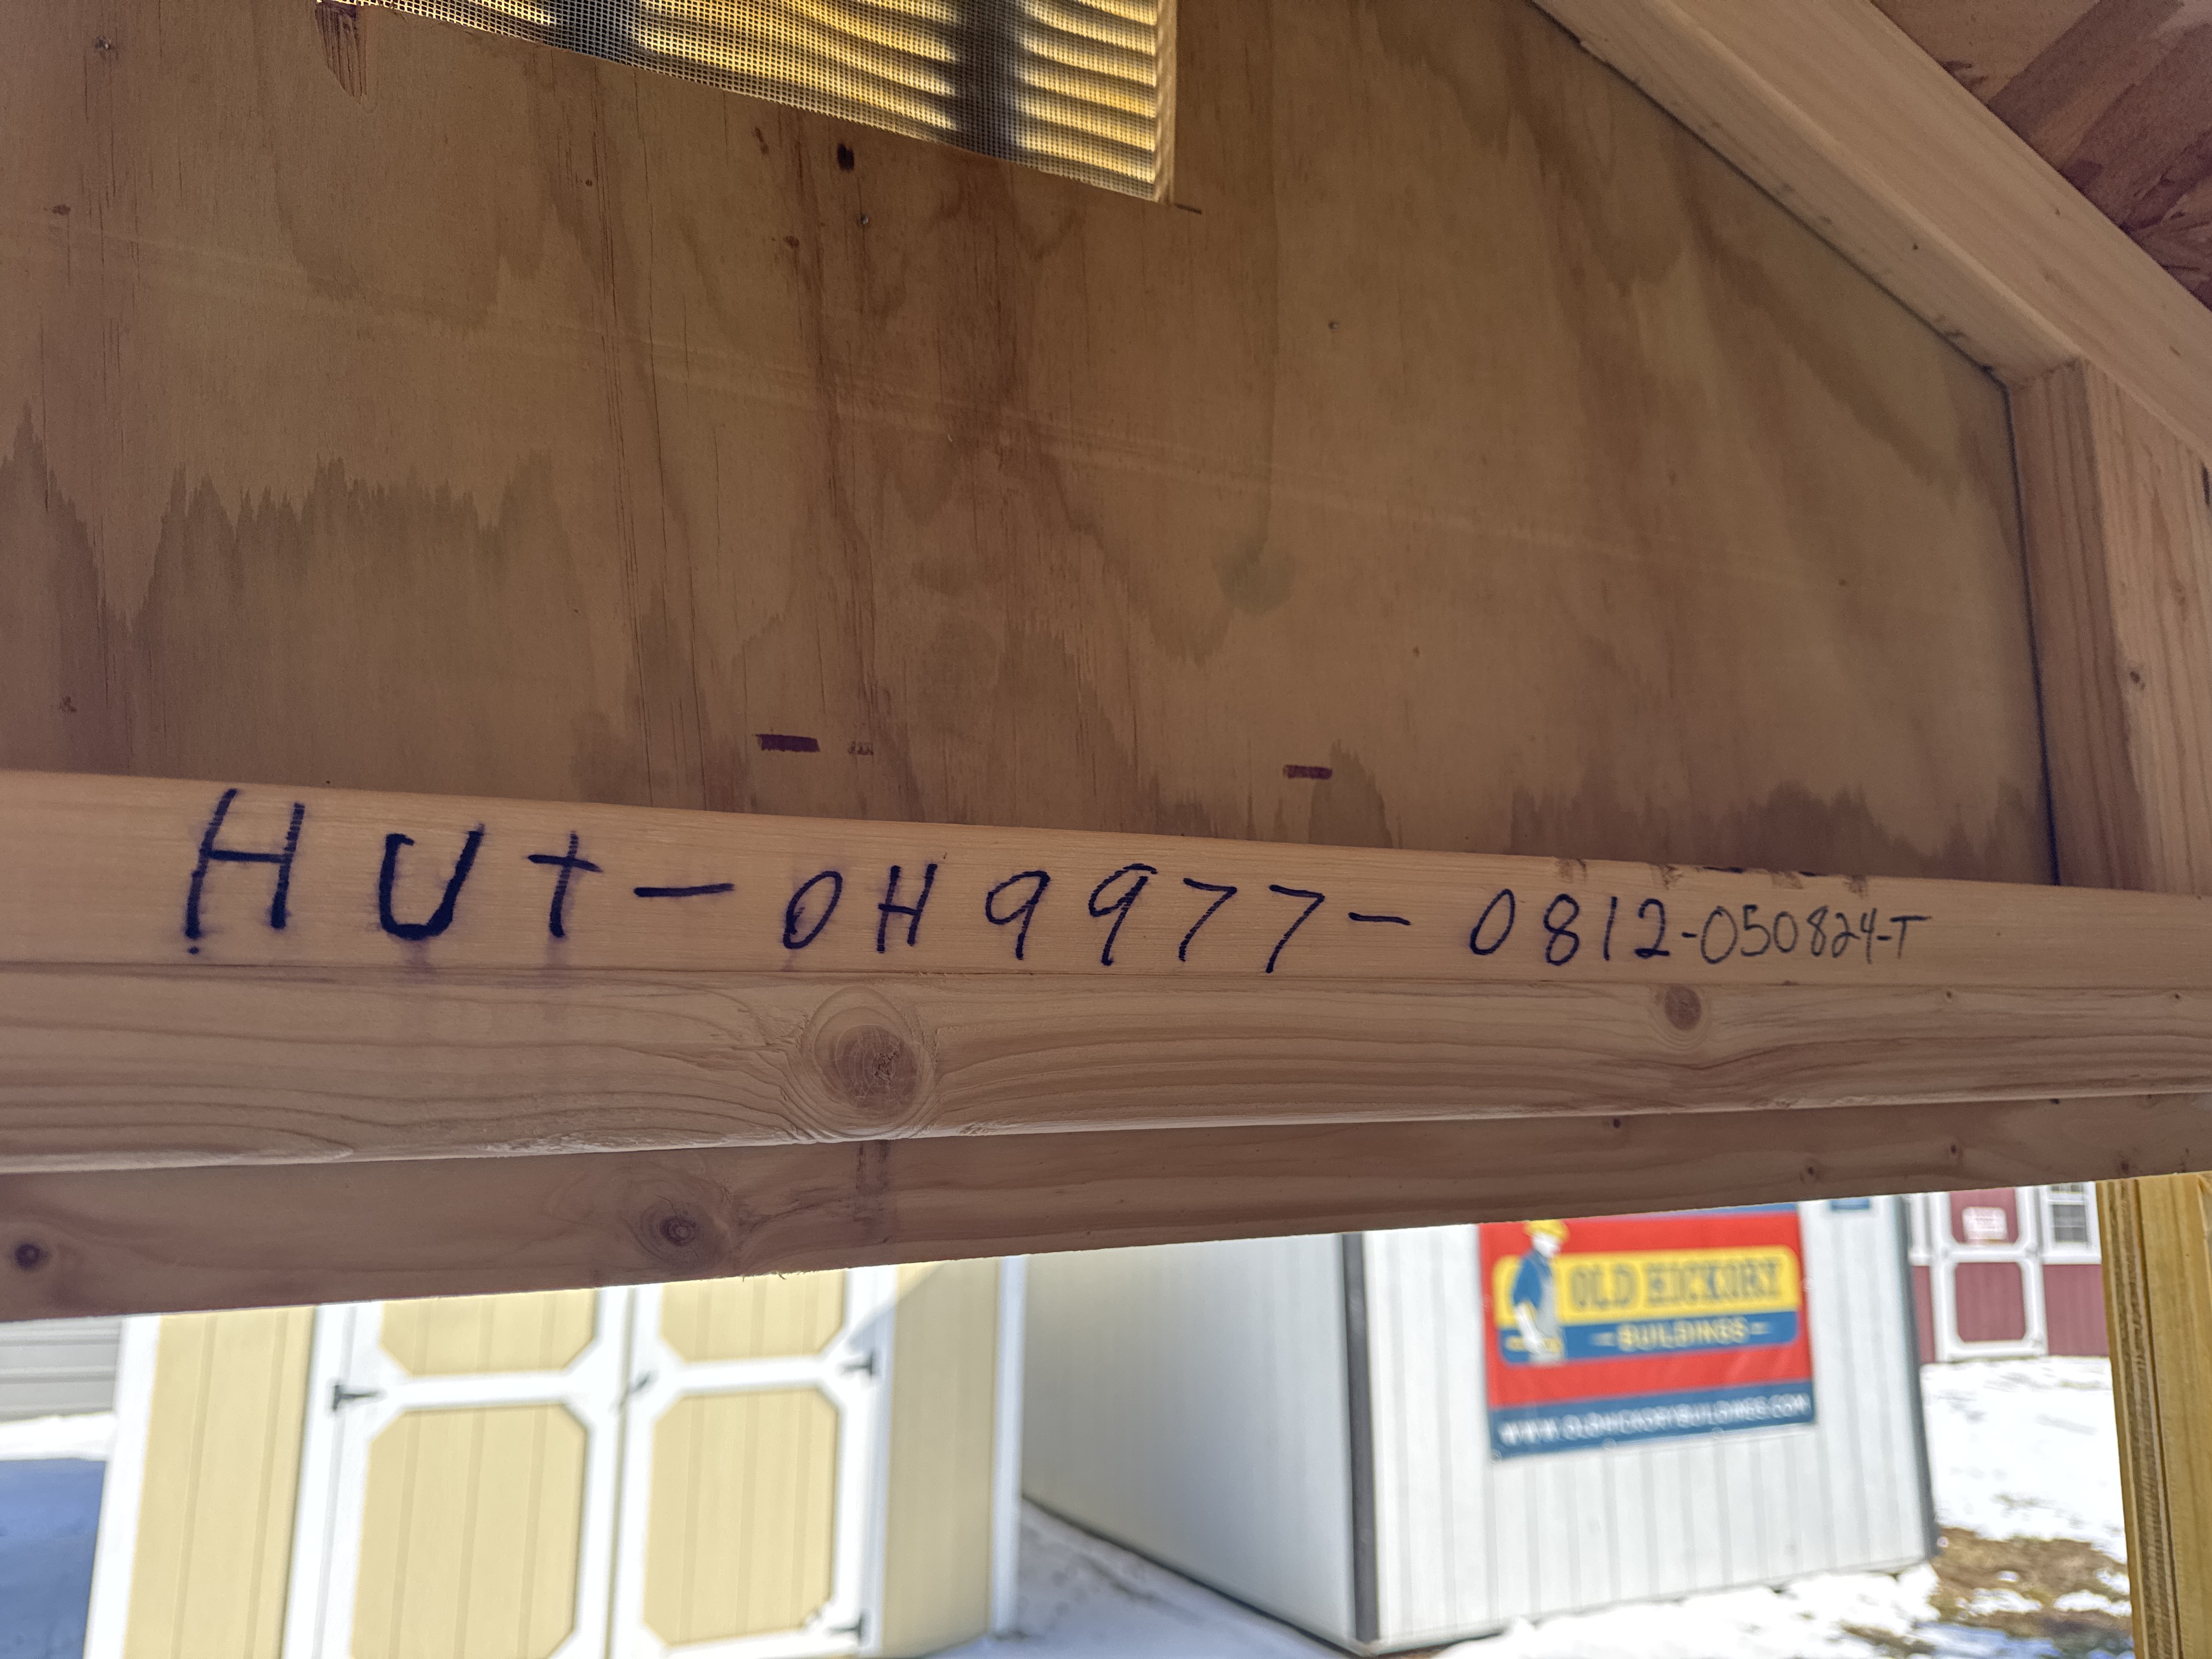 HUt-OH9977-0812-050824-T
OLD HICKORY
-BUILDINGS-
WWW.OLDHICKORYBUILDINGS.COM